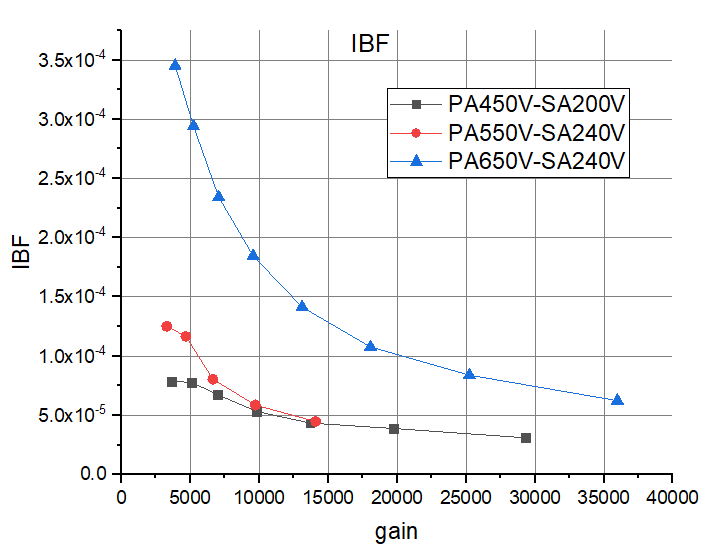 IBF
3.5x10⁻⁴
3.0x10⁻⁴
2.5x10⁻⁴
2.0x10⁻⁴
1.5x10⁻⁴
1.0x10⁻⁴
5.0x10⁻⁵
0.0
IBF
PA450V-SA200V
PA550V-SA240V
PA650V-SA240V
0 5000 10000 15000 20000 25000 30000 35000 40000
gain